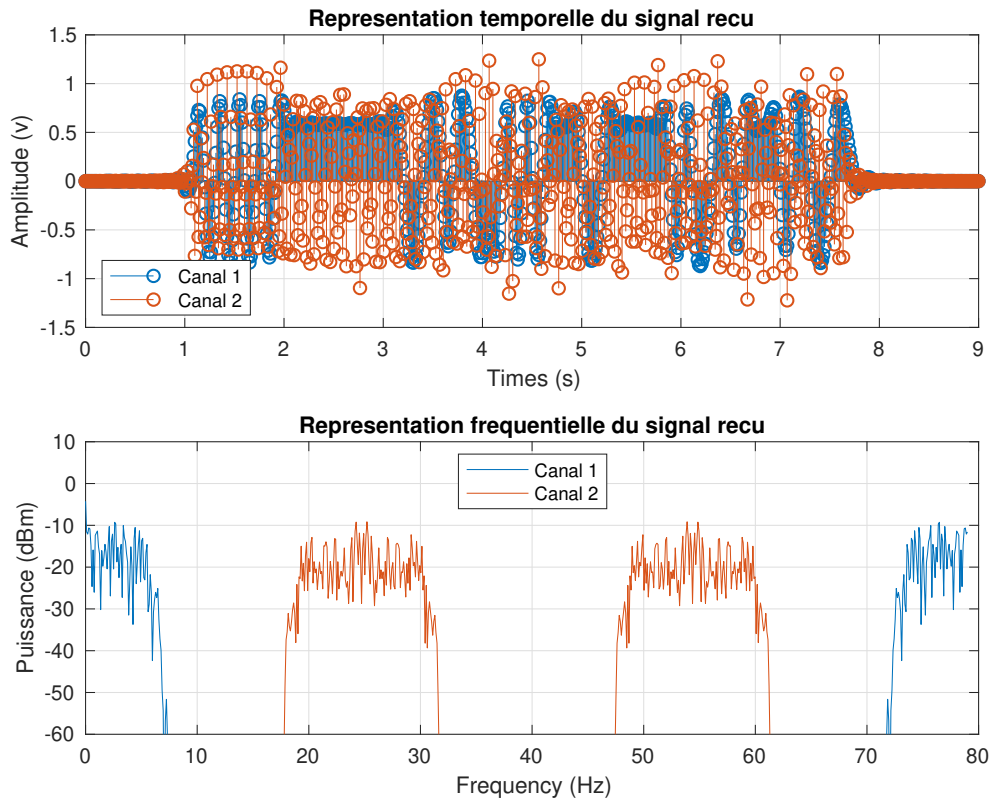 Representation temporelle du signal recu
1.5
1
0.5
0
-0.5
-1
-1.5
Amplitude (v)
Canal 1
Canal 2
0 1 2 3 4 5 6 7 8 9
Times (s)
Representation frequentielle du signal recu
10
0
-10
-20
-30
-40
-50
-60
Puissance (dBm)
Canal 1
Canal 2
0 10 20 30 40 50 60 70 80
Frequency (Hz)